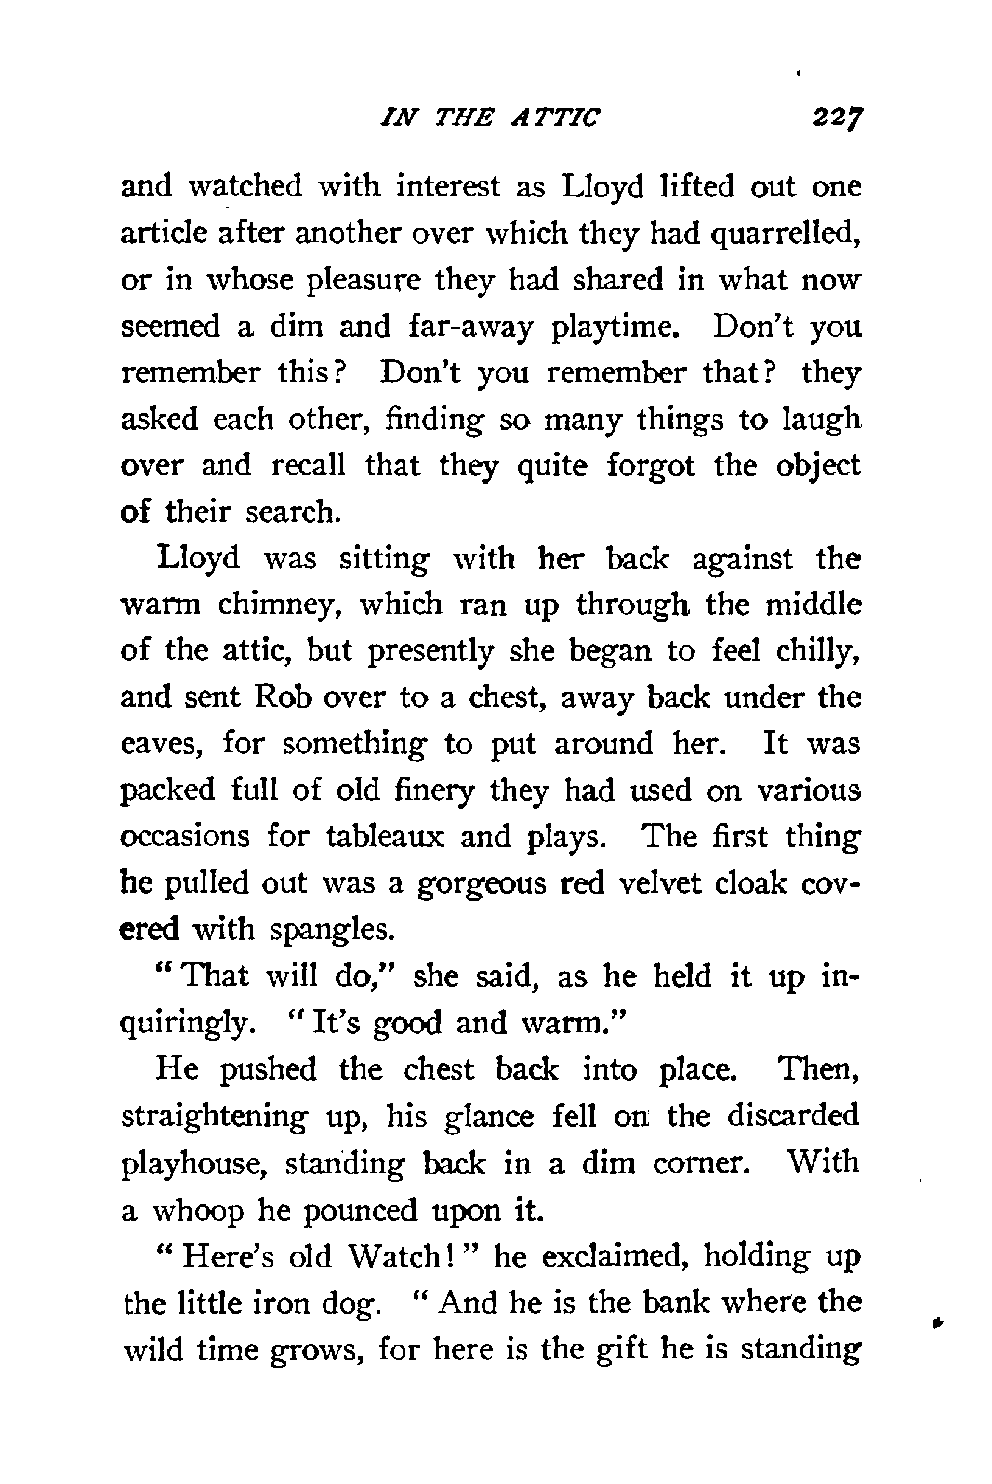 IN THE ATTIC 227
and watched with interest as Lloyd lifted out one
article after another over which they had quarrelled,
or in whose pleasure they had shared in what now
seemed a dim and far-away playtime. Don't you
remember this? Don't you remember that? they
asked each other, finding so many things to laugh
over and recall that they quite forgot the object
of their search.
Lloyd was sitting with her back against the
warm chimney, which ran up through the middle
of the attic, but presently she began to feel chilly,
and sent Rob over to a chest, away back under the
eaves, for something to put around her. It was
packed full of old finery they had used on various
occasions for tableaux and plays. The first thing
he pulled out was a gorgeous red velvet cloak cov-
ered with spangles.
"That will do," she said, as he held it up in-
quiringly. "It's good and warm."
He pushed the chest back into place. Then,
straightening up, his glance fell on the discarded
playhouse, standing back in a dim corner. With
a whoop he pounced upon it.
"Here's old Watch!" he exclaimed, holding up
the little iron dog. "And he is the bank where the
wild time grows, for here is the gift he is standing